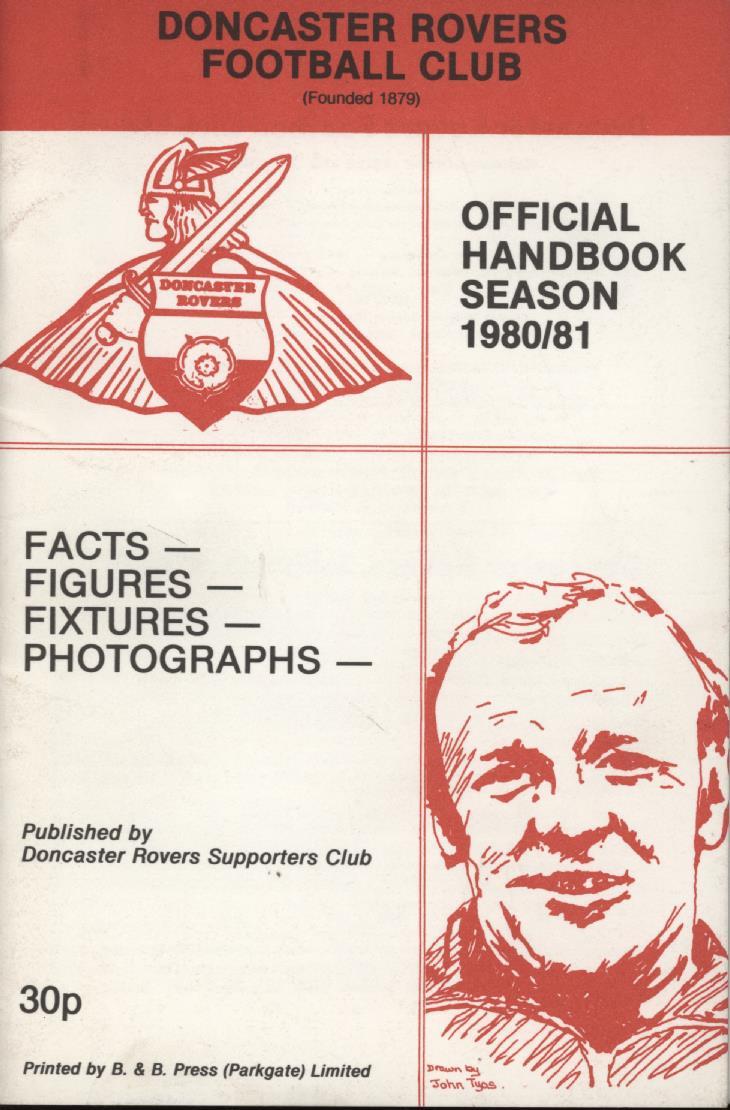 DONCASTER ROVERS
FOOTBALL CLUB
(Founded 1879)
DONCASTER
ROVERS
OFFICIAL
HANDBOOK
SEASON
1980/81
FACTS —
FIGURES —
FIXTURES —
PHOTOGRAPHS —
Published by
Doncaster Rovers Supporters Club
30p
Printed by B. & B. Press (Parkgate) Limited
Drawn by
John Tyas.